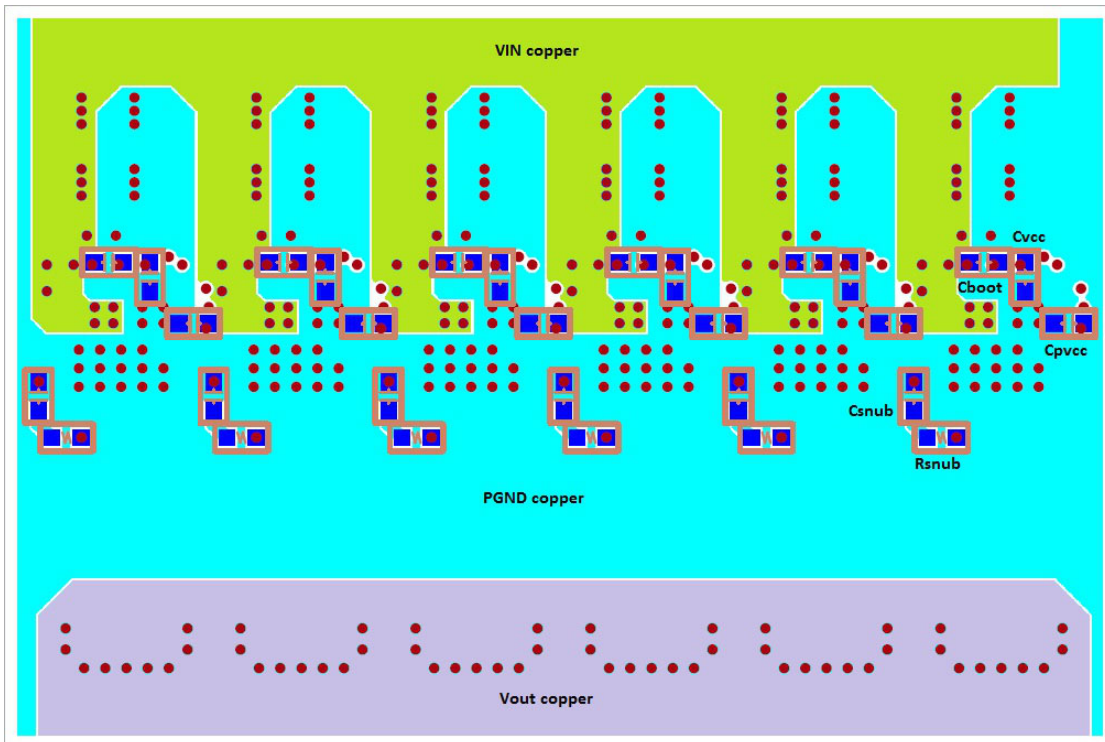 VIN copper
Cvcc
Cboot
Cpvcc
Csnub
Rsnub
PGND copper
Vout copper